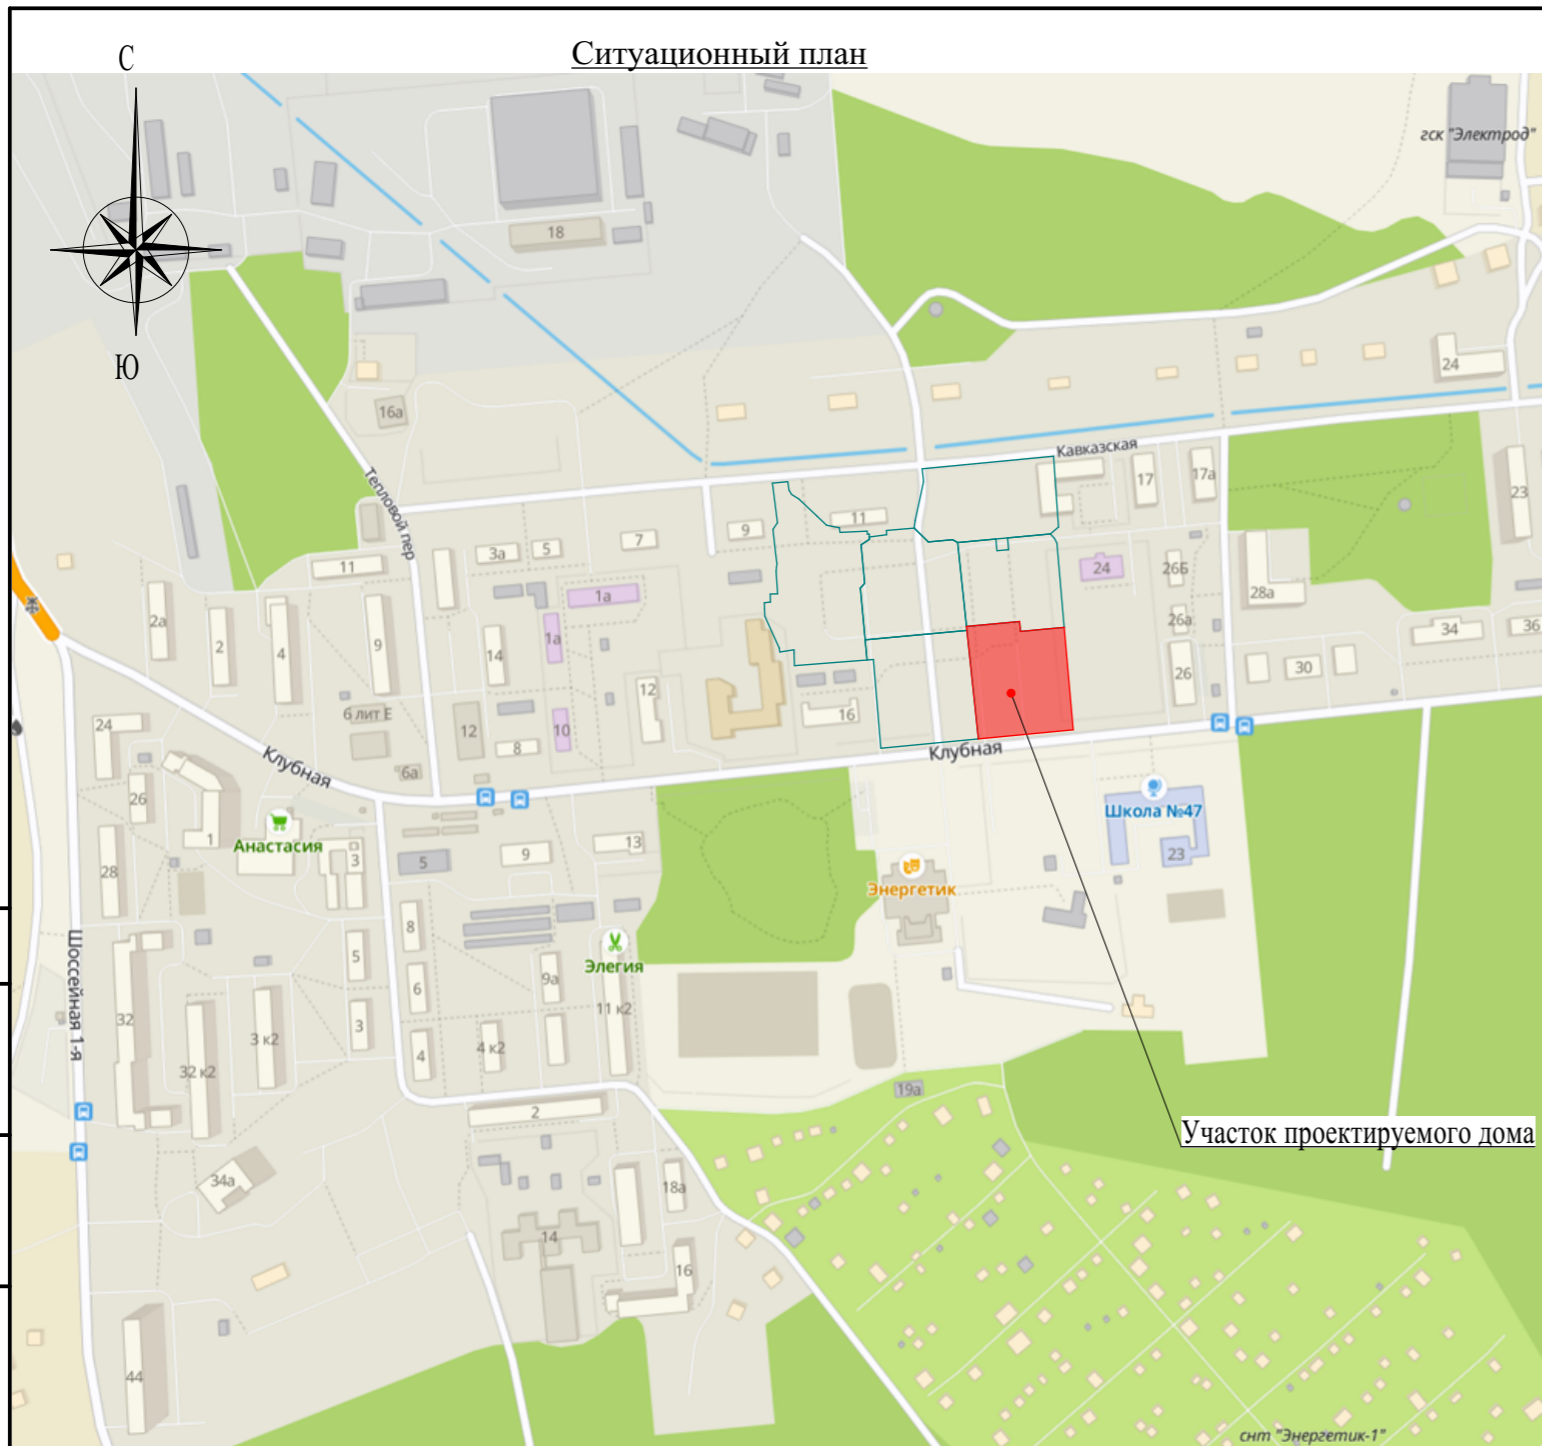 Ситуационный план
С
Ю
гск "Электрод"
18
16а
24
Кавказская
Тепловой пер
17
17а
23
11
9
7
5
3а
11
24
26Б
28а
1а
1а
2а
2
4
9
14
26а
34
36
26
30
12
16
6 лит Е
12
10
8
24
Клубная
Клубная
6а
26
1
Анастасия
3
5
9
13
Школа №47
23
Энергетик
28
8
5
6
9а
Элегия
11 к2
Шоссейная 1-я
32
32 к2
3 к2
3
4
4 к2
19а
2
Участок проектируемого дома
34а
18а
14
16
44
снт "Энергетик-1"